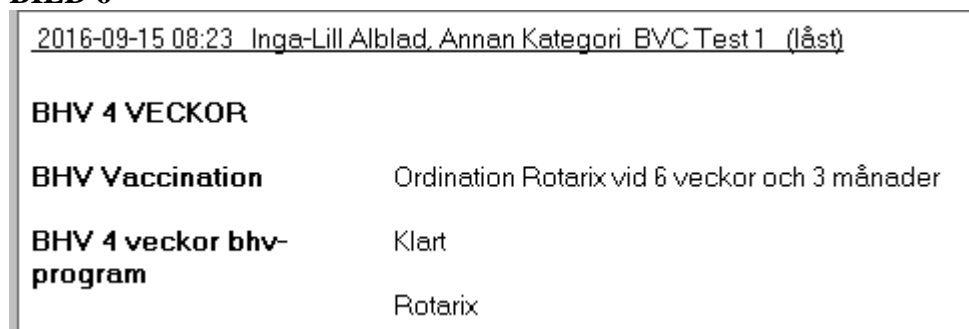 2016-09-15 08:23 Inga-Lill Alblad, Annan Kategori BVC Test 1 (låst)
BHV 4 VECKOR
BHV Vaccination Ordination Rotarix vid 6 veckor och 3 månader
BHV 4 veckor bhv- Klart
program
Rotarix